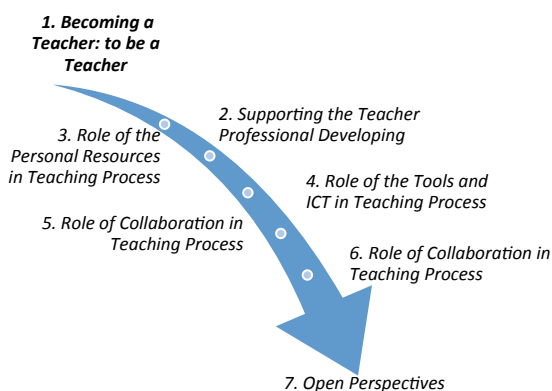 1. Becoming a
Teacher: to be a
Teacher
2. Supporting the Teacher
Professional Developing
3. Role of the
Personal Resources
in Teaching Process
4. Role of the Tools and
ICT in Teaching Process
5. Role of Collaboration in
Teaching Process
6. Role of Collaboration in
Teaching Process
7. Open Perspectives